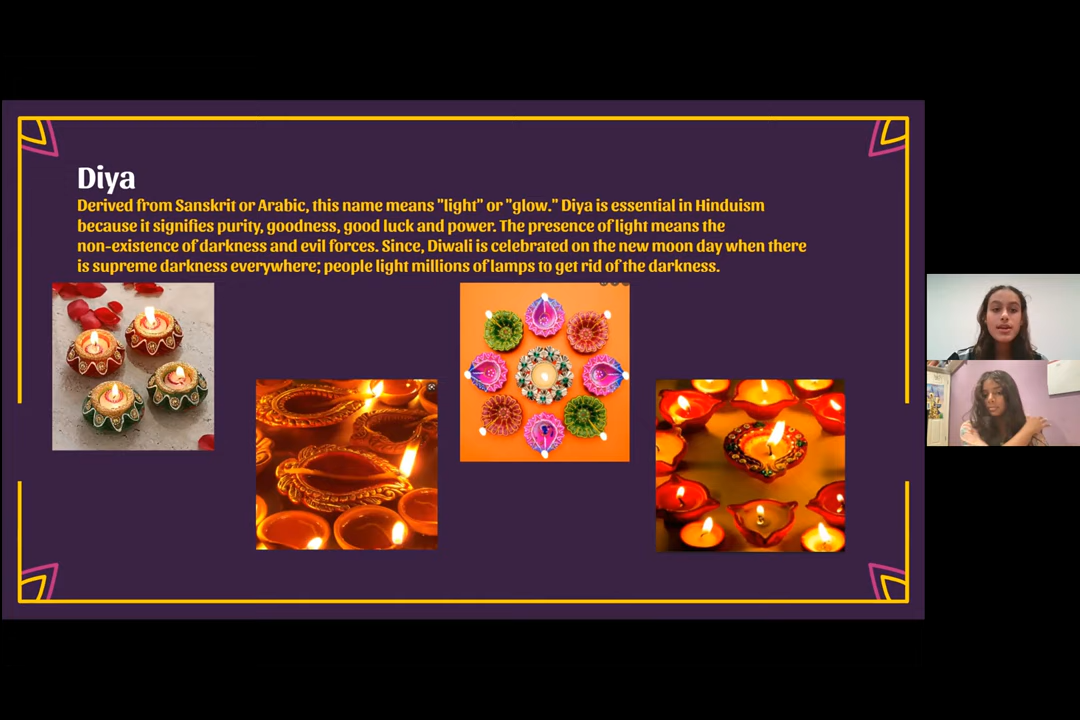 Diya
Derived from Sanskrit or Arabic, this name means "light" or "glow." Diya is essential in Hinduism
because it signifies purity, goodness, good luck and power. The presence of light means the
non-existence of darkness and evil forces. Since, Diwali is celebrated on the new moon day when there
is supreme darkness everywhere; people light millions of lamps to get rid of the darkness.